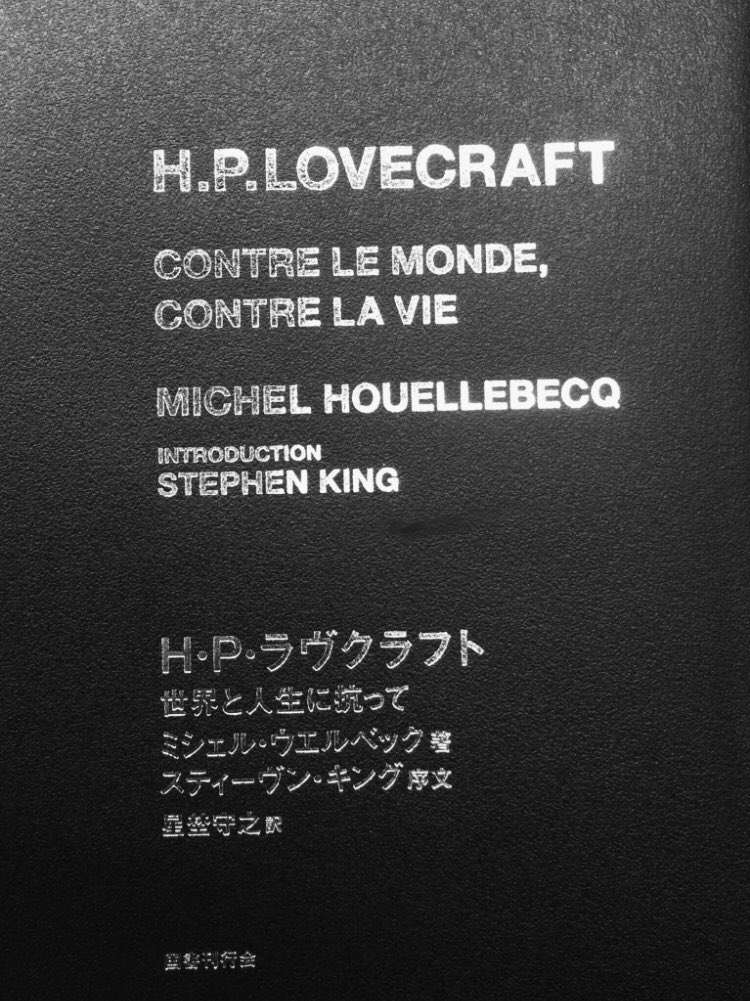 H.P.LOVECRAFT
CONTRE LE MONDE,
CONTRE LA VIE
MICHEL HOUELLEBECQ
INTRODUCTION
STEPHEN KING
H・P・ラヴクラフト
世界と人生に抗って
ミシェル・ウエルベック 著
スティーヴン・キング 序文
星埜守之 訳
国書刊行会